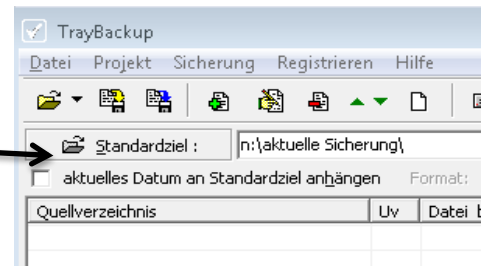 TrayBackup
Datei Projekt Sicherung Registrieren Hilfe
Standardziel : n:\aktuelle Sicherung\
aktuelles Datum an Standardziel anhängen Format:
Quellverzeichnis Uv Datei